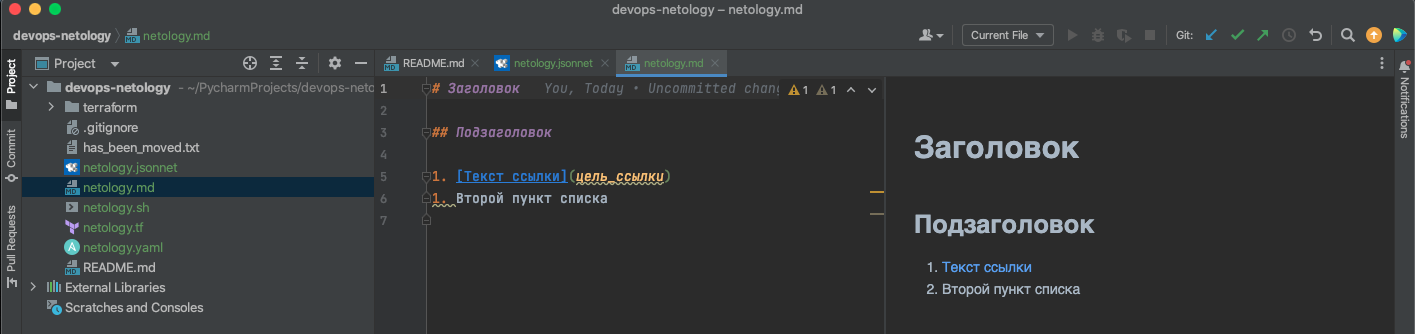 devops-netology – netology.md
devops-netology
netology.md
Current File
Git:
Project
Project
README.md
netology.jsonnet
netology.md
devops-netology ~/PycharmProjects/devops-neto
terraform
.gitignore
has_been_moved.txt
netology.jsonnet
netology.md
netology.sh
netology.tf
netology.yaml
README.md
External Libraries
Scratches and Consoles
Commit
Pull Requests
1 # Заголовок You, Today • Uncommitted chang
1 1
2
3 ## Подзаголовок
4
5 1. [Текст ссылки](цель_ссылки)
6 1. Второй пункт списка
7
Заголовок
Подзаголовок
1. Текст ссылки
2. Второй пункт списка
Notifications